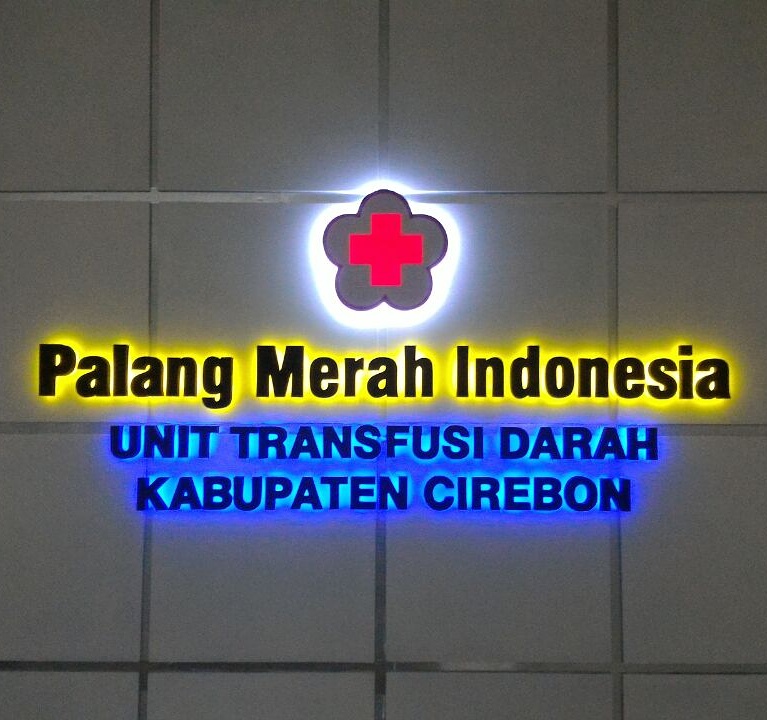 Palang Merah Indonesia
UNIT TRANSFUSI DARAH
KABUPATEN CIREBON